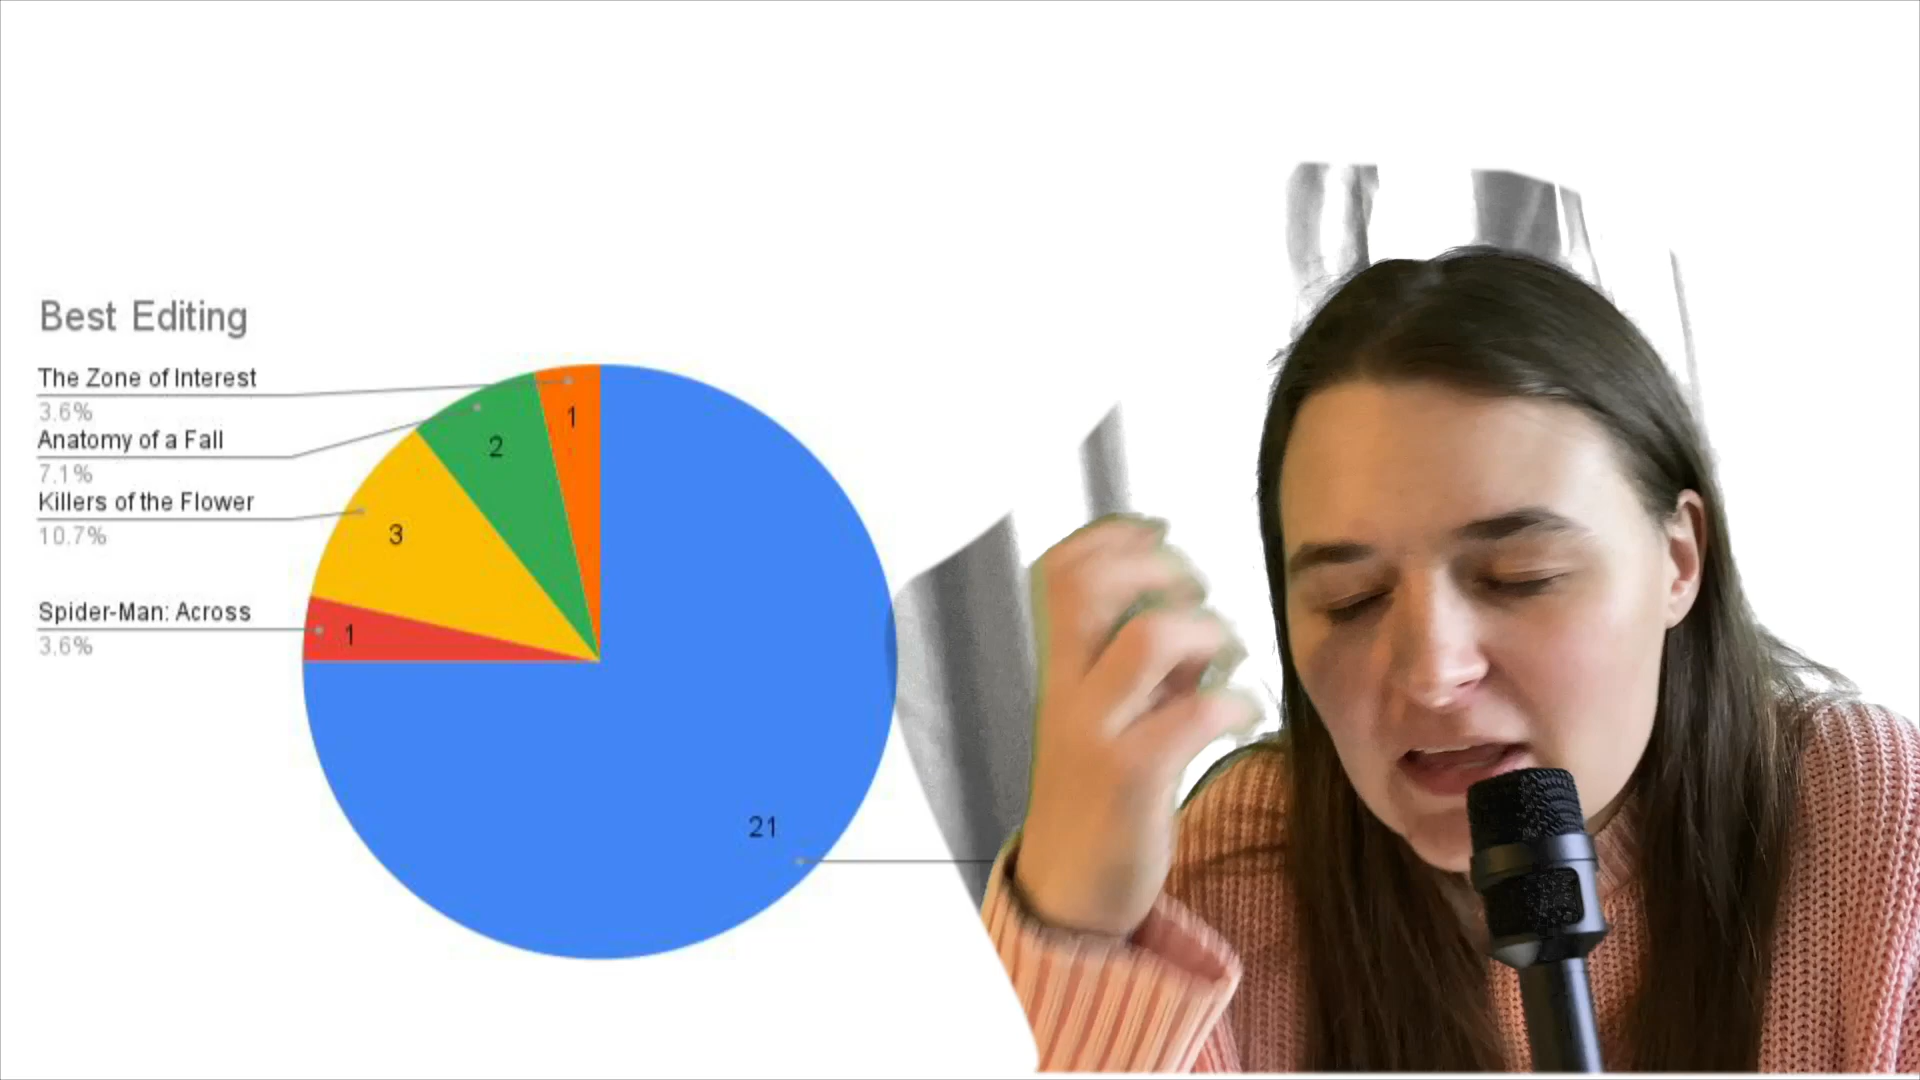 Best Editing
The Zone of Interest
3.6%
Anatomy of a Fall
7.1%
Killers of the Flower
10.7%
Spider-Man: Across
3.6%
1
2
3
1
21